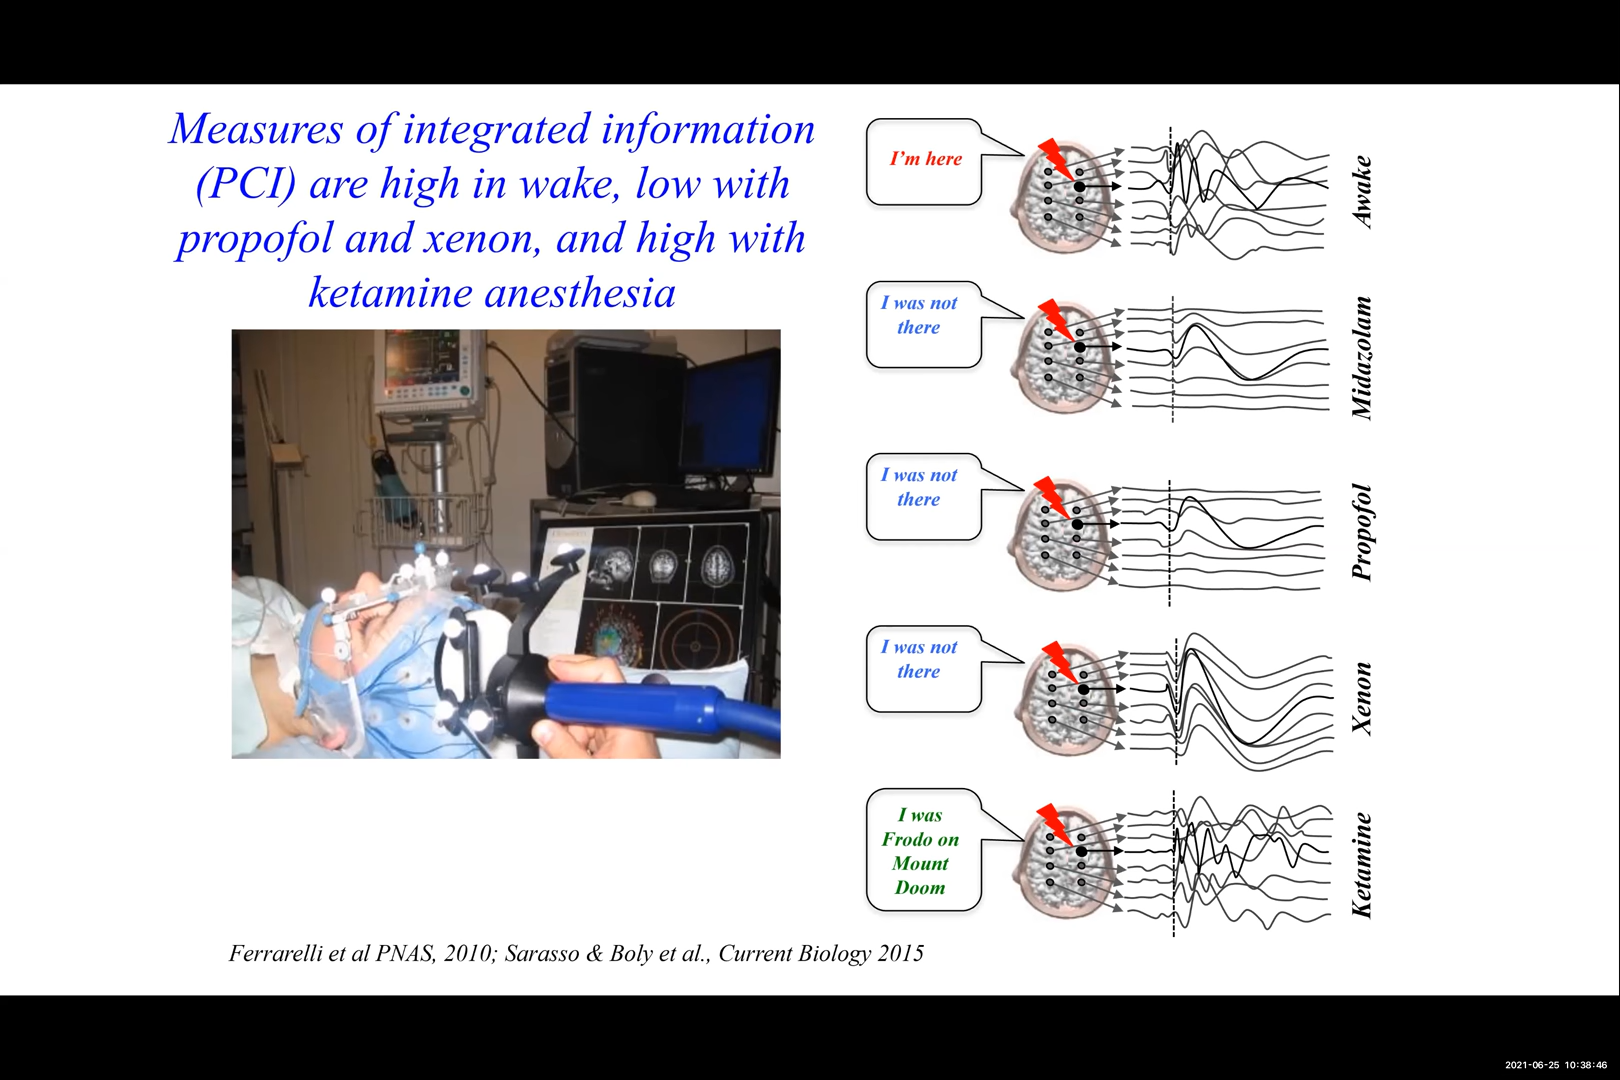 Measures of integrated information
(PCI) are high in wake, low with
propofol and xenon, and high with
ketamine anesthesia
I'm here
Awake
I was not
there
Midazolam
I was not
there
Propofol
I was not
there
Xenon
I was
Frodo on
Mount
Doom
Ketamine
Ferrarelli et al PNAS, 2010; Sarasso & Boly et al., Current Biology 2015
2021-06-25 10:38:46